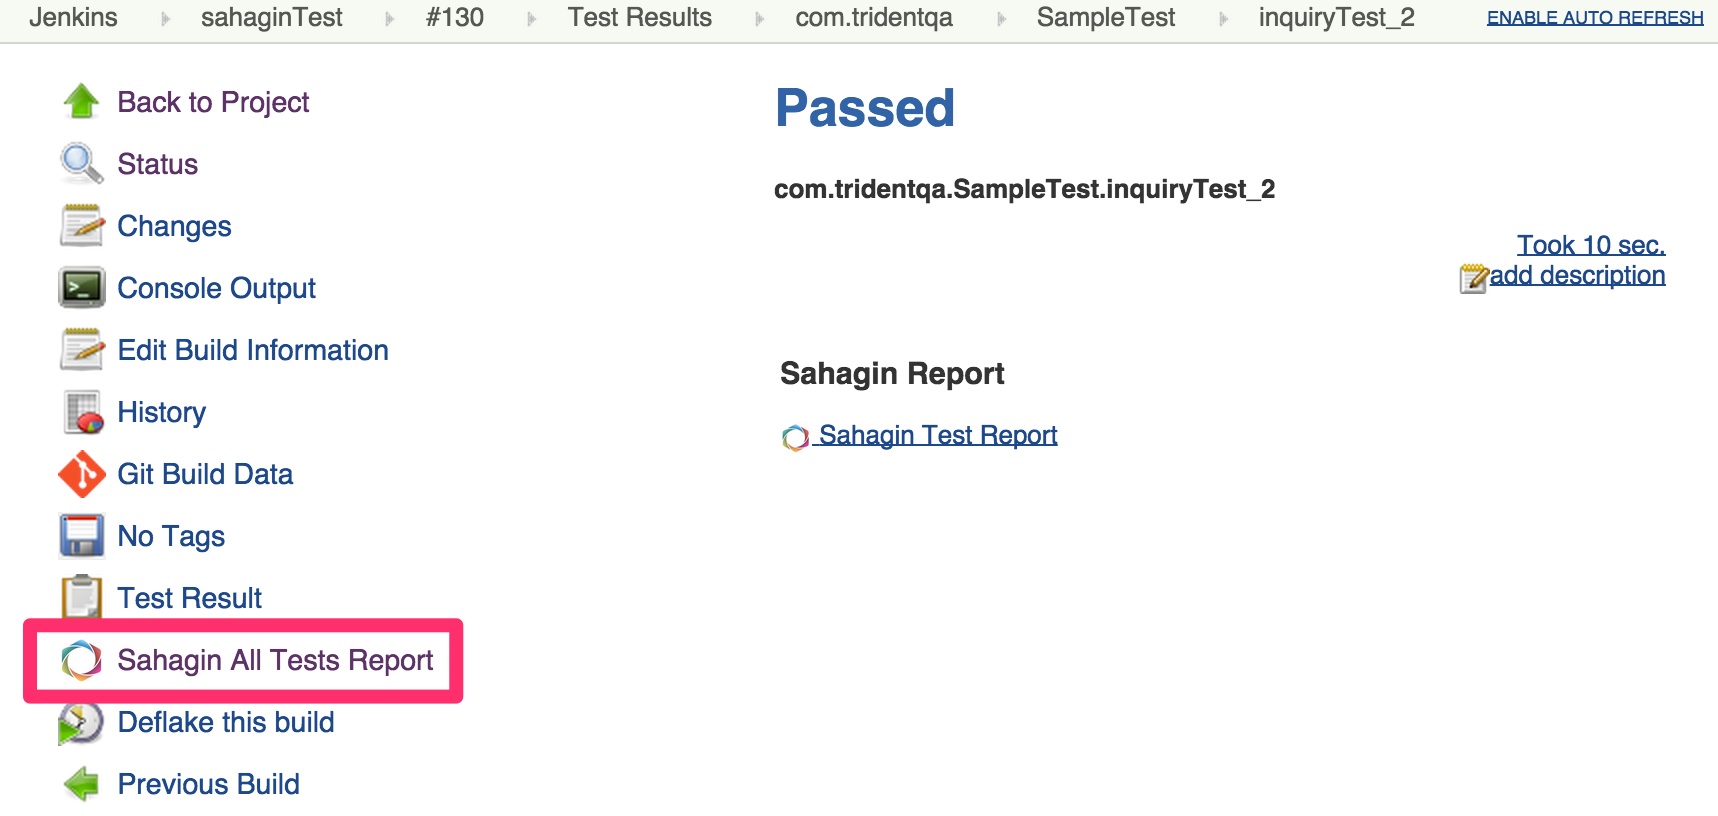 Jenkins sahaginTest #130 Test Results com.tridentqa SampleTest inquiryTest_2 ENABLE AUTO REFRESH
Back to Project
Status
Changes
Console Output
Edit Build Information
History
Git Build Data
No Tags
Test Result
Sahagin All Tests Report
Deflake this build
Previous Build
Passed
com.tridentqa.SampleTest.inquiryTest_2
Took 10 sec.
add description
Sahagin Report
Sahagin Test Report